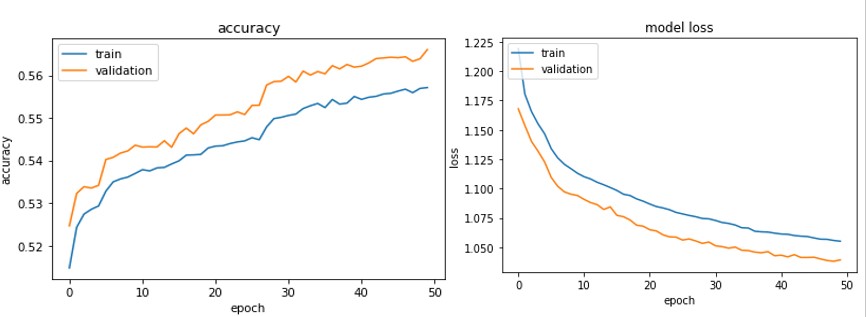 accuracy
train
validation
0.56
0.55
0.54
0.53
0.52
accuracy
0 10 20 30 40 50
epoch
model loss
train
validation
1.225
1.200
1.175
1.150
1.125
1.100
1.075
1.050
loss
0 10 20 30 40 50
epoch